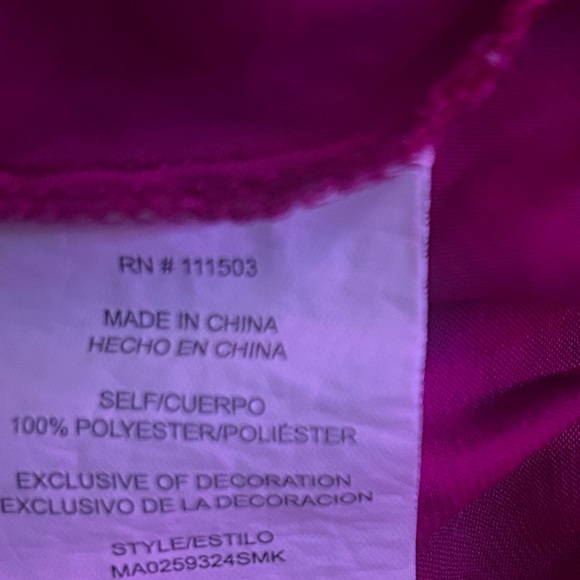 RN # 111503
MADE IN CHINA
HECHO EN CHINA
SELF/CUERPO
100% POLYESTER/POLIÉSTER
EXCLUSIVE OF DECORATION
EXCLUSIVO DE LA DECORACION
STYLE/ESTILO
MA0259324SMK